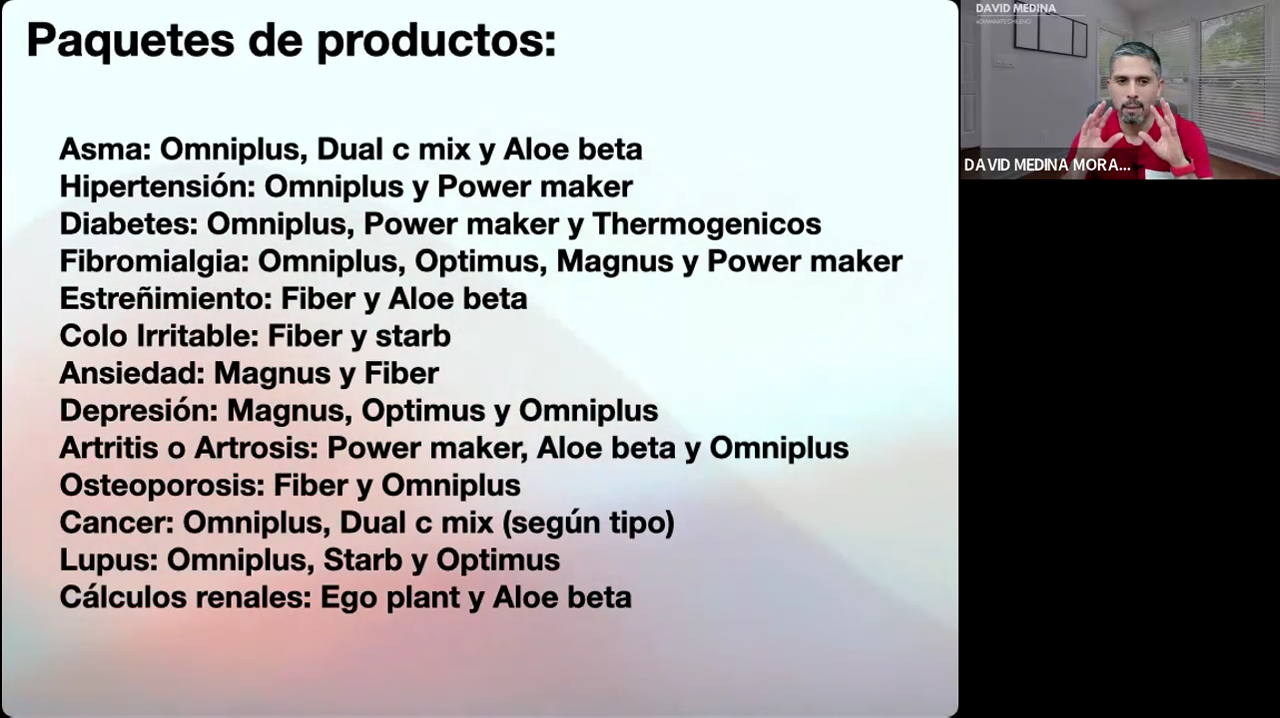 Paquetes de productos:
Asma: Omniplus, Dual c mix y Aloe beta
Hipertensión: Omniplus y Power maker
Diabetes: Omniplus, Power maker y Thermogenicos
Fibromialgia: Omniplus, Optimus, Magnus y Power maker
Estreñimiento: Fiber y Aloe beta
Colo Irritable: Fiber y starb
Ansiedad: Magnus y Fiber
Depresión: Magnus, Optimus y Omniplus
Artritis o Artrosis: Power maker, Aloe beta y Omniplus
Osteoporosis: Fiber y Omniplus
Cancer: Omniplus, Dual c mix (según tipo)
Lupus: Omniplus, Starb y Optimus
Cálculos renales: Ego plant y Aloe beta
DAVID MEDINA
DAVID MEDINA MORA...